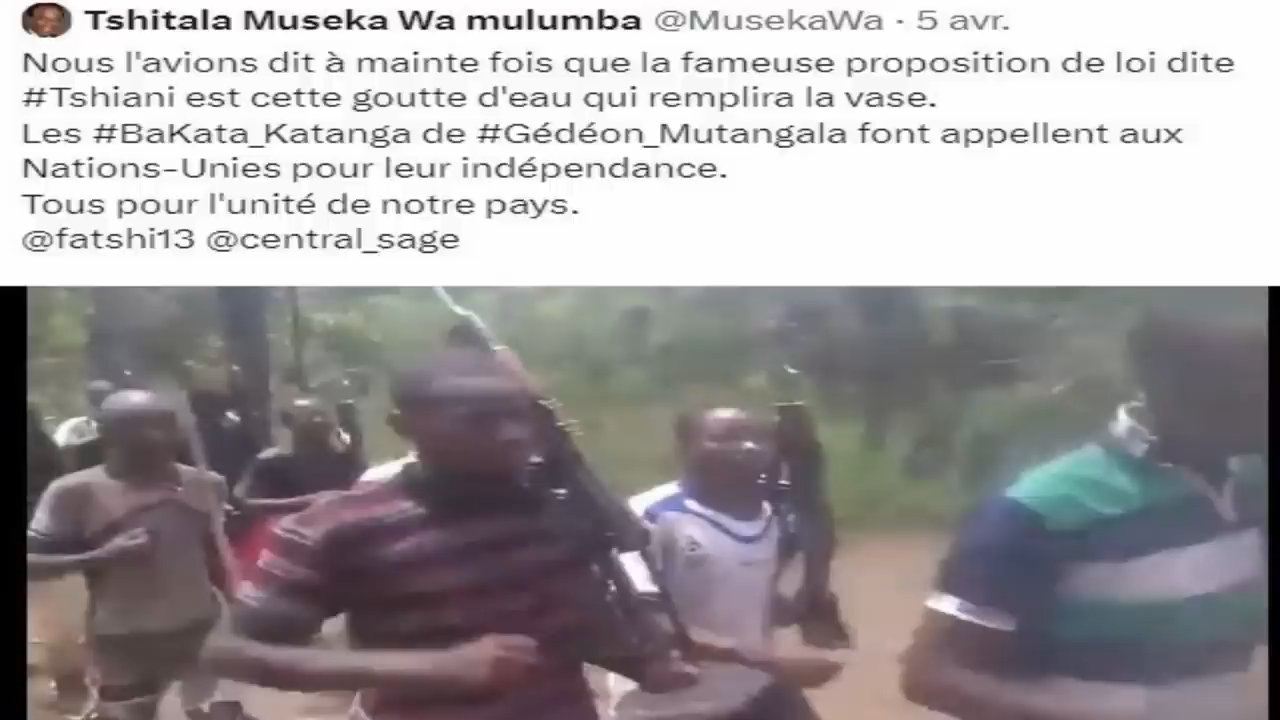 Tshitala Museka Wa mulumba @MusekaWa · 5 avr.
Nous l'avions dit à mainte fois que la fameuse proposition de loi dite
#Tshiani est cette goutte d'eau qui remplira la vase.
Les #BaKata_Katanga de #Gédéon_Mutangala font appellent aux
Nations-Unies pour leur indépendance.
Tous pour l'unité de notre pays.
@fatshi13 @central_sage